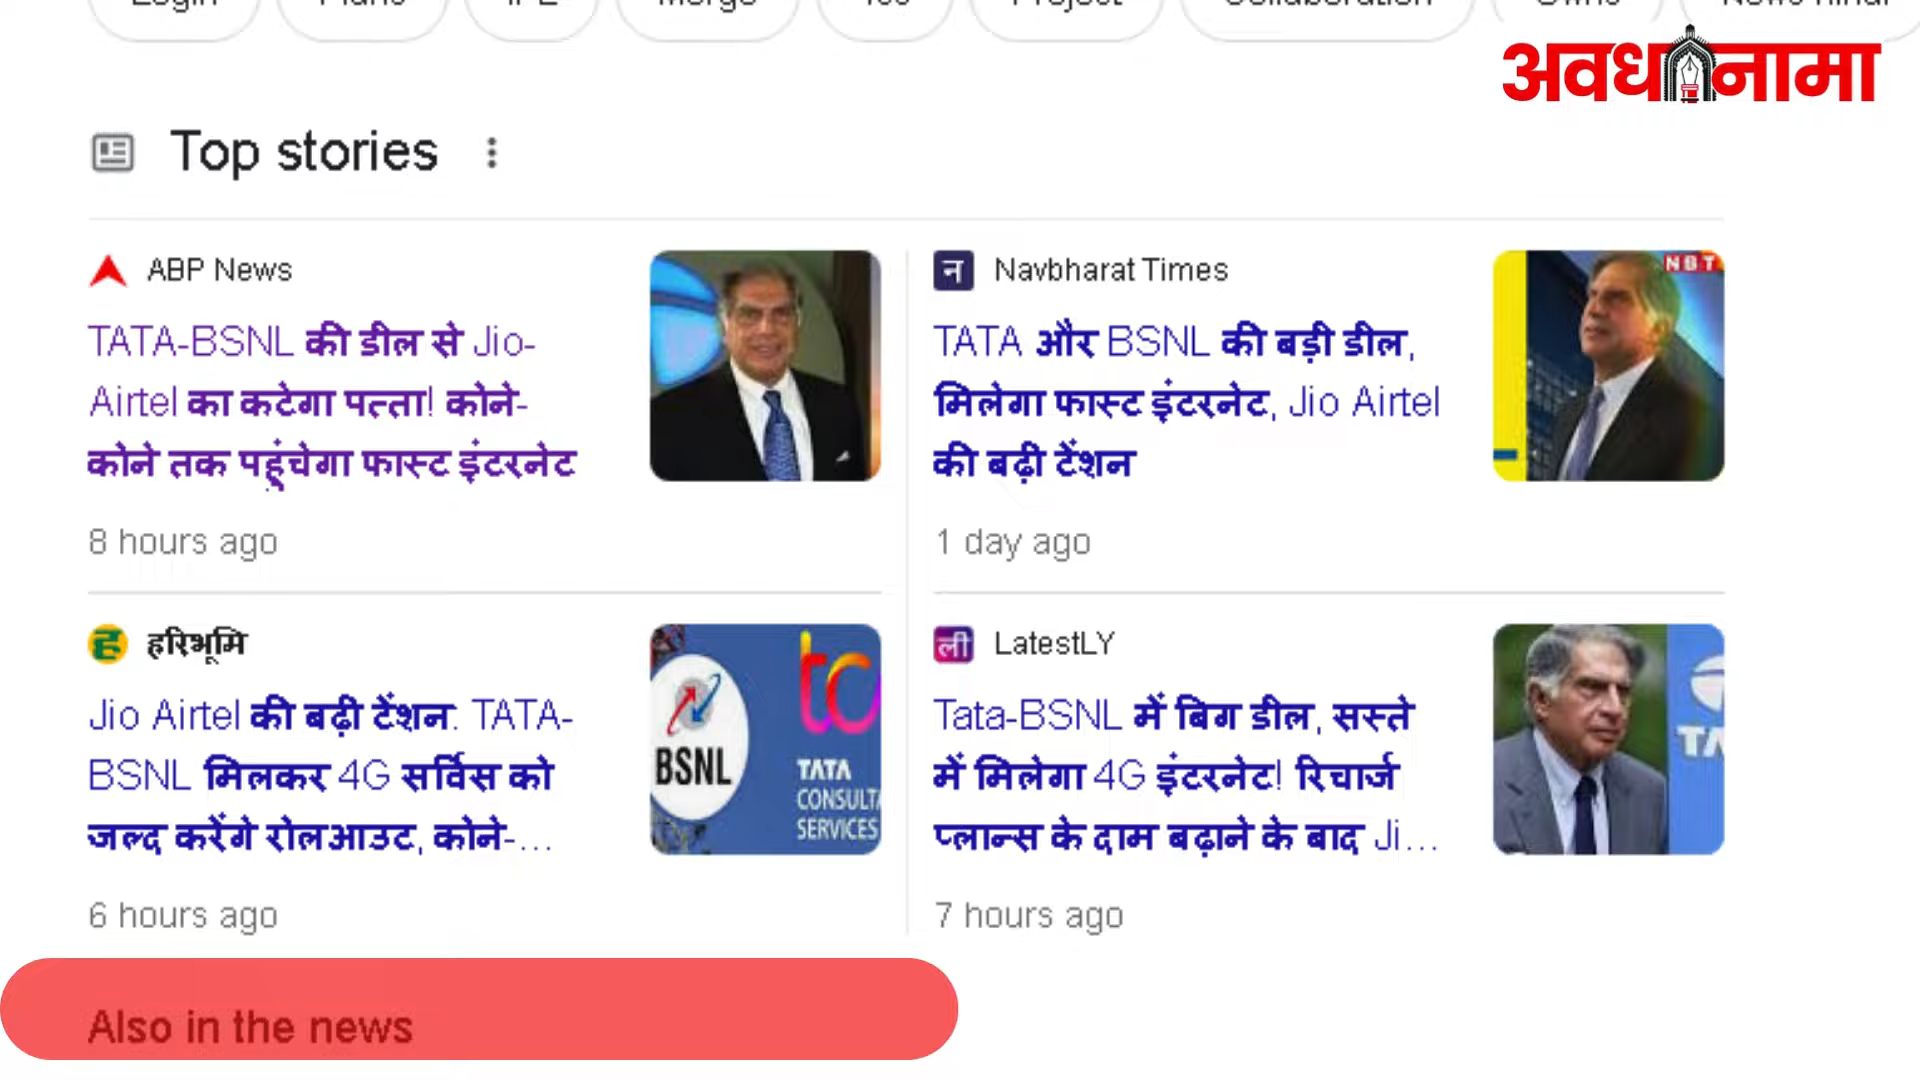 अवधनामा
Top stories
ABP News
TATA-BSNL की डील से Jio-
Airtel का कटेगा पत्ता! कोने-
कोने तक पहुंचेगा फास्ट इंटरनेट
8 hours ago
Navbharat Times
NBT
TATA और BSNL की बड़ी डील,
मिलेगा फास्ट इंटरनेट, Jio Airtel
की बढ़ी टेंशन
1 day ago
हरिभूमि
Jio Airtel की बढ़ी टेंशन: TATA-
BSNL मिलकर 4G सर्विस को
जल्द करेंगे रोलआउट, कोने-...
BSNL
TATA
CONSULTA
SERVICES
6 hours ago
LatestLY
Tata-BSNL में बिग डील, सस्ते
में मिलेगा 4G इंटरनेट! रिचार्ज
प्लान्स के दाम बढ़ाने के बाद Ji...
7 hours ago
Also in the news